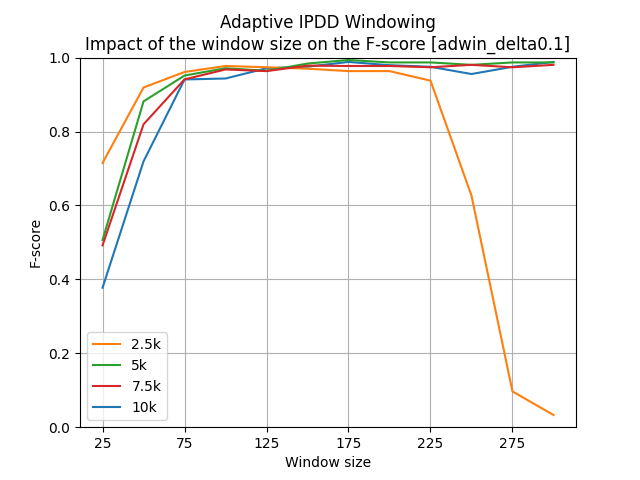 Adaptive IPDD Windowing
Impact of the window size on the F-score [adwin_delta0.1]
1.0
0.8
0.6
0.4
0.2
0.0
F-score
2.5k
5k
7.5k
10k
25 75 125 175 225 275
Window size